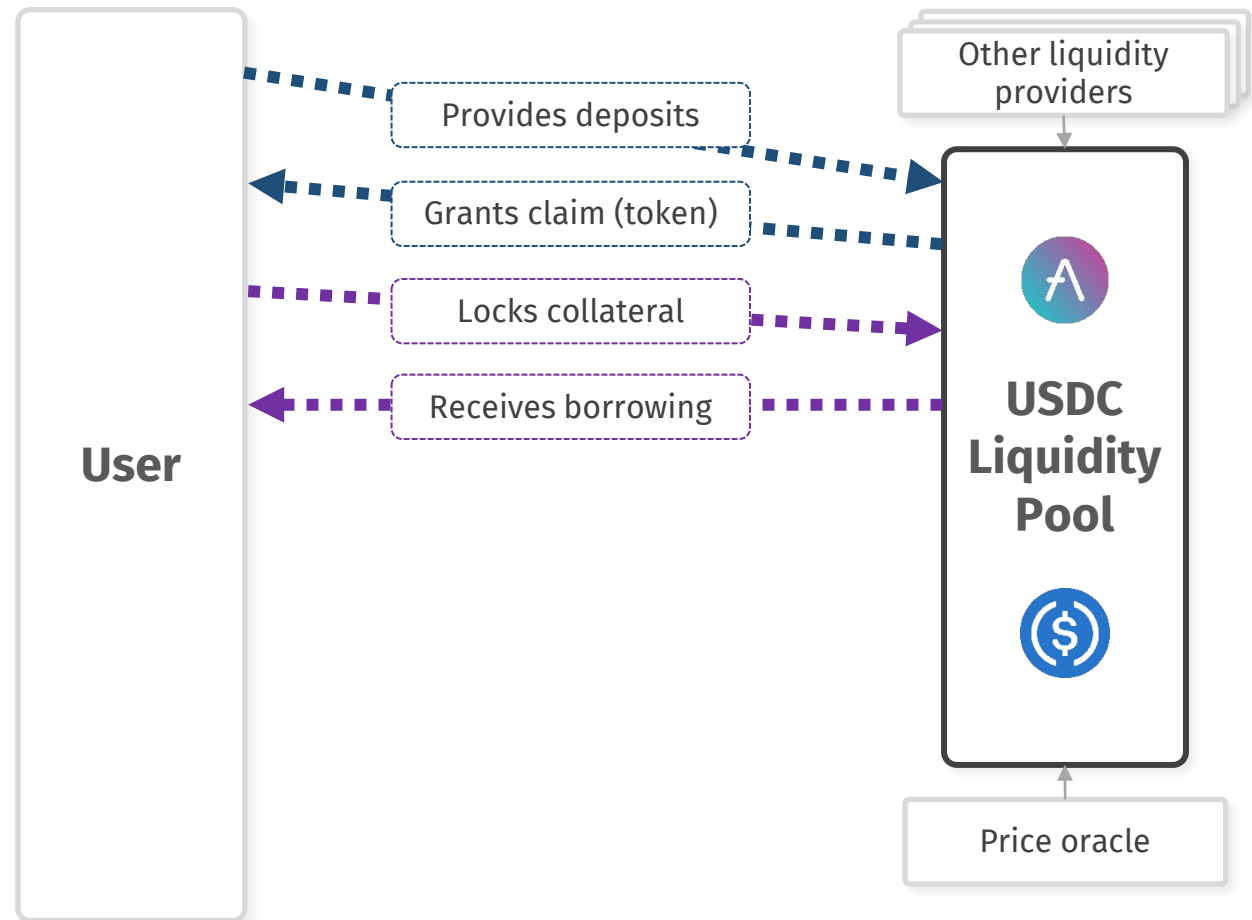 Other liquidity
providers
Provides deposits
Grants claim (token)
Locks collateral
Receives borrowing
User
USDC
Liquidity
Pool
$
Price oracle